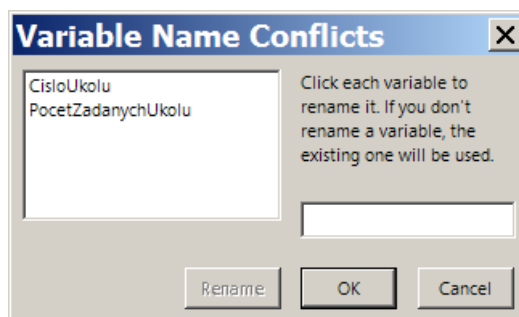 Variable Name Conflicts
CisloUkolu
PocetZadanychUkolu
Click each variable to
rename it. If you don't
rename a variable, the
existing one will be used.
Rename
OK
Cancel